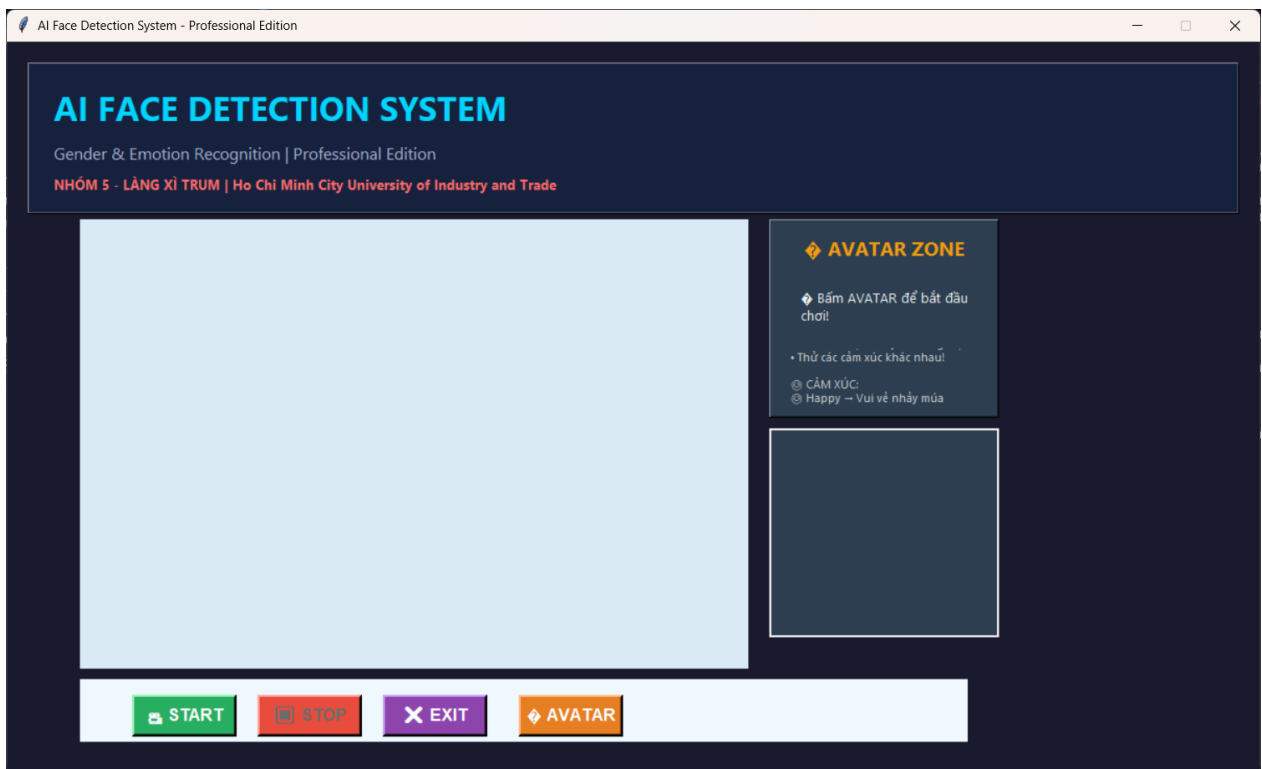 AI Face Detection System - Professional Edition
AI FACE DETECTION SYSTEM
Gender & Emotion Recognition | Professional Edition
NHÓM 5 - LÀNG XÌ TRUM | Ho Chi Minh City University of Industry and Trade
� AVATAR ZONE
� Bấm AVATAR để bắt đầu
chơi!
• Thử các cảm xúc khác nhau!
☺ CẢM XÚC:
☺ Happy → Vui vẻ nhảy múa
START
STOP
EXIT
� AVATAR